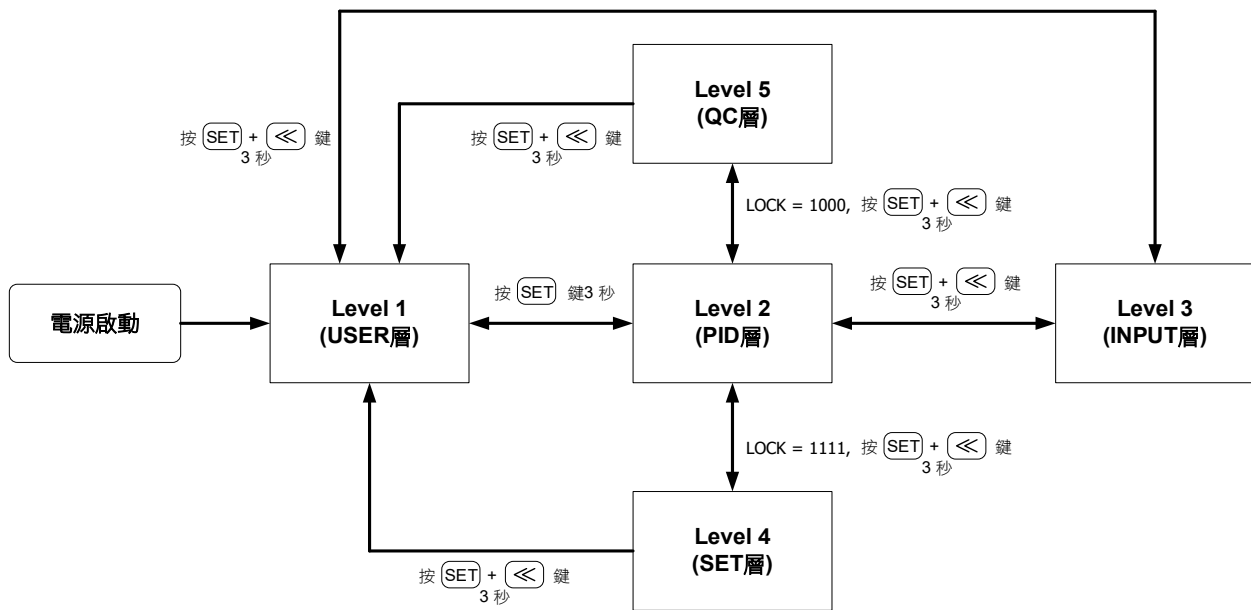 Level 5
(QC層)
按 SET + ≪ 鍵
3 秒
按 SET + ≪ 鍵
3 秒
LOCK = 1000, 按 SET + ≪ 鍵
3 秒
電源啟動
Level 1
(USER層)
按 SET 鍵3 秒
Level 2
(PID層)
按 SET + ≪ 鍵
3 秒
Level 3
(INPUT層)
LOCK = 1111, 按 SET + ≪ 鍵
3 秒
Level 4
(SET層)
按 SET + ≪ 鍵
3 秒